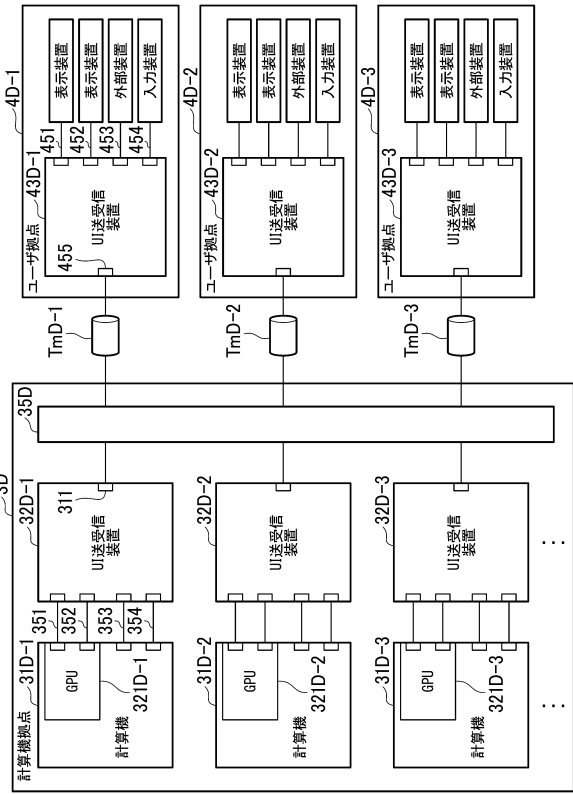 4D-1
ユーザ拠点
43D-1
UI送受信
装置
455
451
452
453
454
表示装置
表示装置
外部装置
入力装置
4D-2
ユーザ拠点
43D-2
UI送受信
装置
表示装置
表示装置
外部装置
入力装置
4D-3
ユーザ拠点
43D-3
UI送受信
装置
表示装置
表示装置
外部装置
入力装置
TmD-1
TmD-2
TmD-3
3D
計算機拠点
35D
32D-1
UI送受信
装置
311
32D-2
UI送受信
装置
32D-3
UI送受信
装置
...
351
352
353
354
31D-1
GPU
321D-1
計算機
31D-2
GPU
321D-2
計算機
31D-3
GPU
321D-3
計算機
...